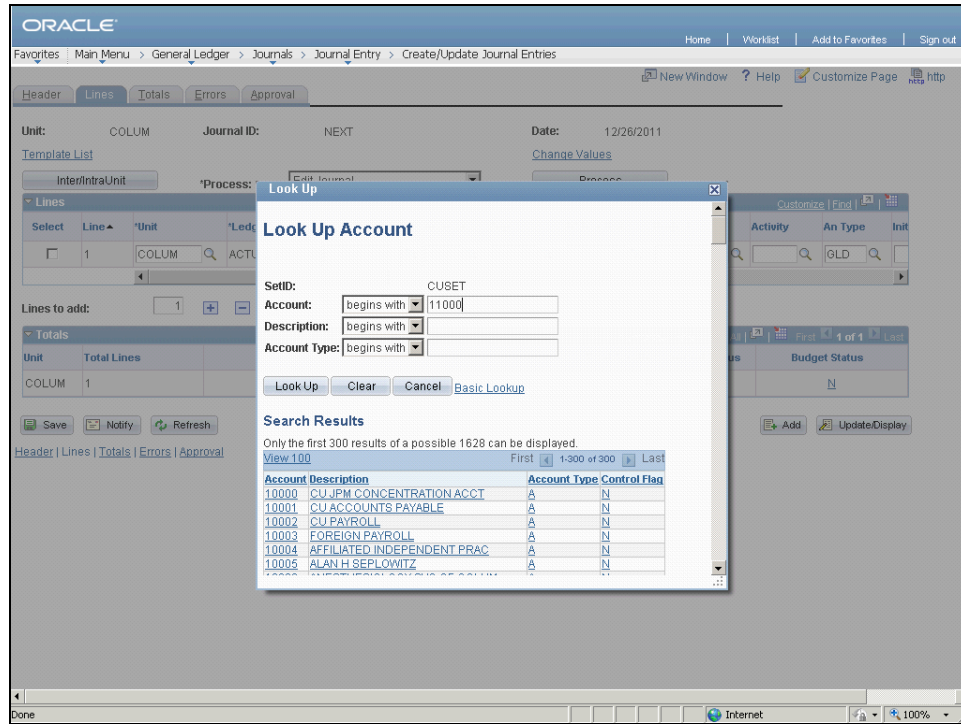 ORACLE
Home | Worklist | Add to Favorites | Sign out
Favorites Main Menu > General Ledger > Journals > Journal Entry > Create/Update Journal Entries
New Window ? Help Customize Page http
Header Lines Totals Errors Approval
Unit: COLUM Journal ID: NEXT Date: 12/26/2011
Template List Change Values
Inter/IntraUnit *Process: Edit Journal Process
Lines Customize | Find |
Select Line *Unit *Ledg Activity An Type Init
1 COLUM ACTU GLD
Lines to add: 1
Totals First 1 of 1 Last
Unit Total Lines us Budget Status
COLUM 1 N
Save Notify Refresh Add Update/Display
Header | Lines | Totals | Errors | Approval
Look Up
Look Up Account
SetID: CUSET
Account: begins with 11000
Description: begins with
Account Type: begins with
Look Up Clear Cancel Basic Lookup
Search Results
Only the first 300 results of a possible 1628 can be displayed.
View 100 First 1-300 of 300 Last
Account Description Account Type Control Flag
10000 CU JPM CONCENTRATION ACCT A N
10001 CU ACCOUNTS PAYABLE A N
10002 CU PAYROLL A N
10003 FOREIGN PAYROLL A N
10004 AFFILIATED INDEPENDENT PRAC A N
10005 ALAN H SEPLOWITZ A N
Done Internet 100%